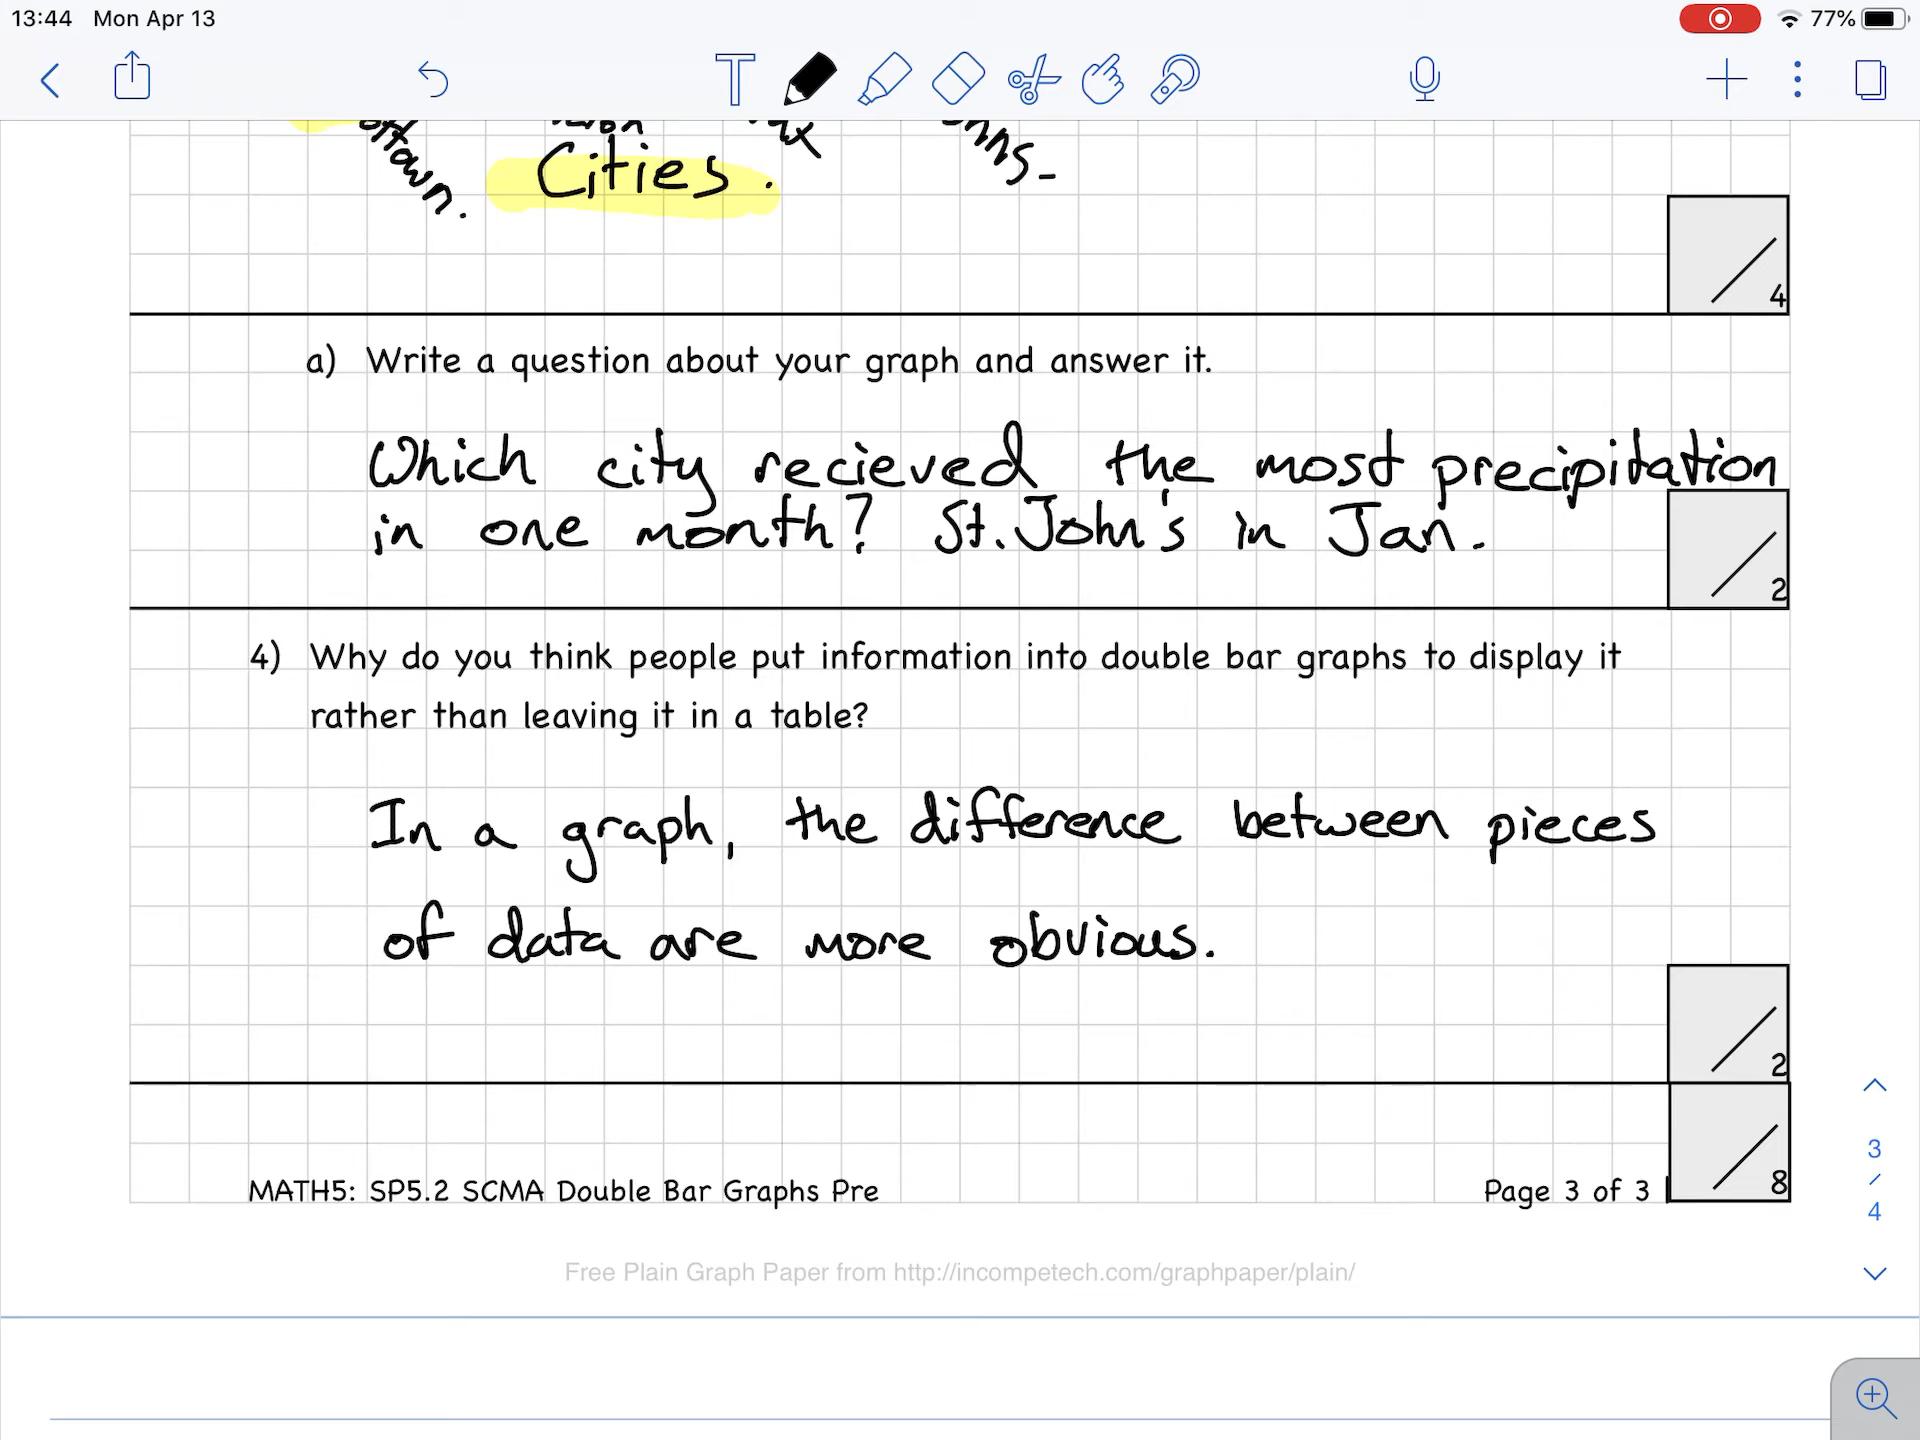 13:44 Mon Apr 13
77%
Cities.
4
a) Write a question about your graph and answer it.
Which city recieved the most precipitation
in one month? St. John's in Jan.
2
4) Why do you think people put information into double bar graphs to display it
rather than leaving it in a table?
In a graph, the difference between pieces
of data are more obvious.
2
8
MATH5: SP5.2 SCMA Double Bar Graphs Pre
Page 3 of 3
3
/
4
Free Plain Graph Paper from http://incompetech.com/graphpaper/plain/